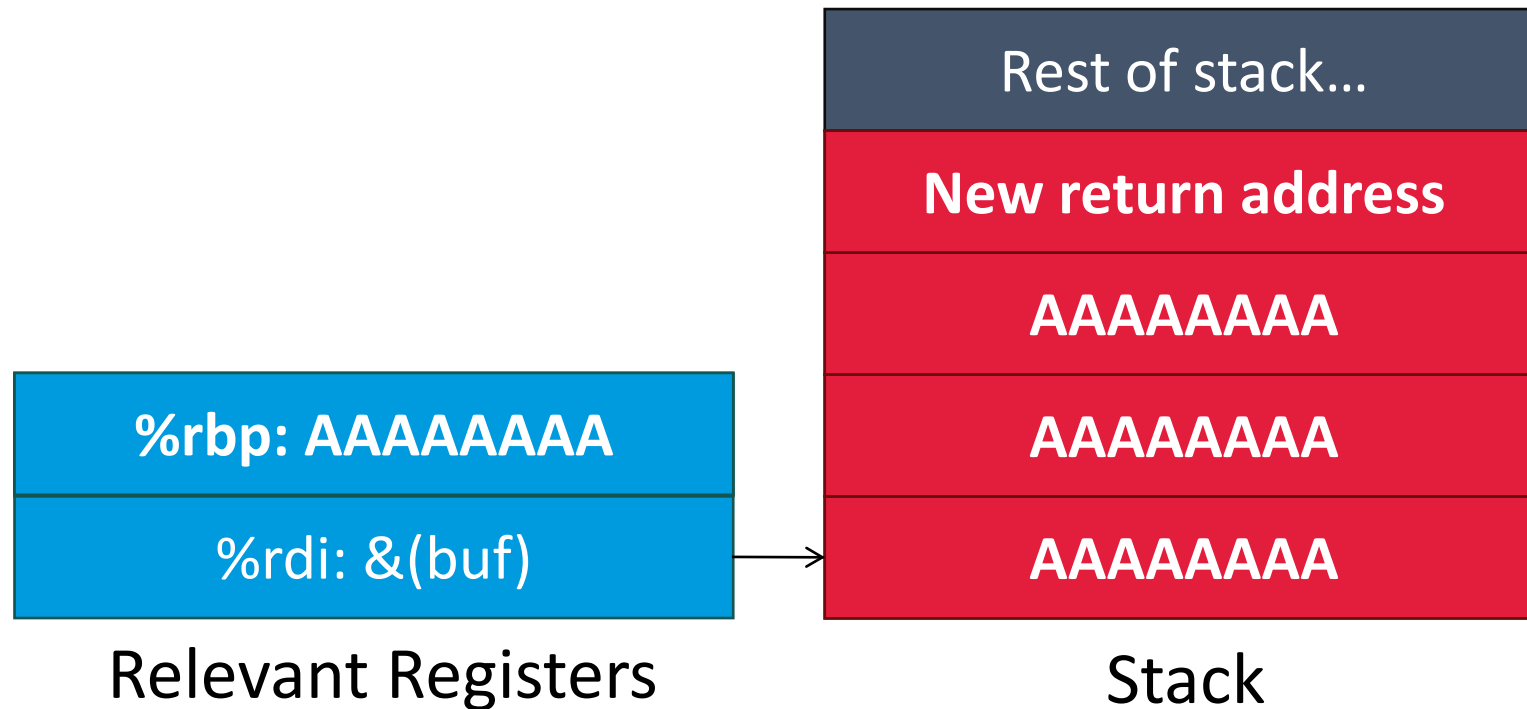 Rest of stack…
New return address
AAAAAAAA
AAAAAAAA
AAAAAAAA
%rbp: AAAAAAAA
%rdi: &(buf)
Relevant Registers
Stack